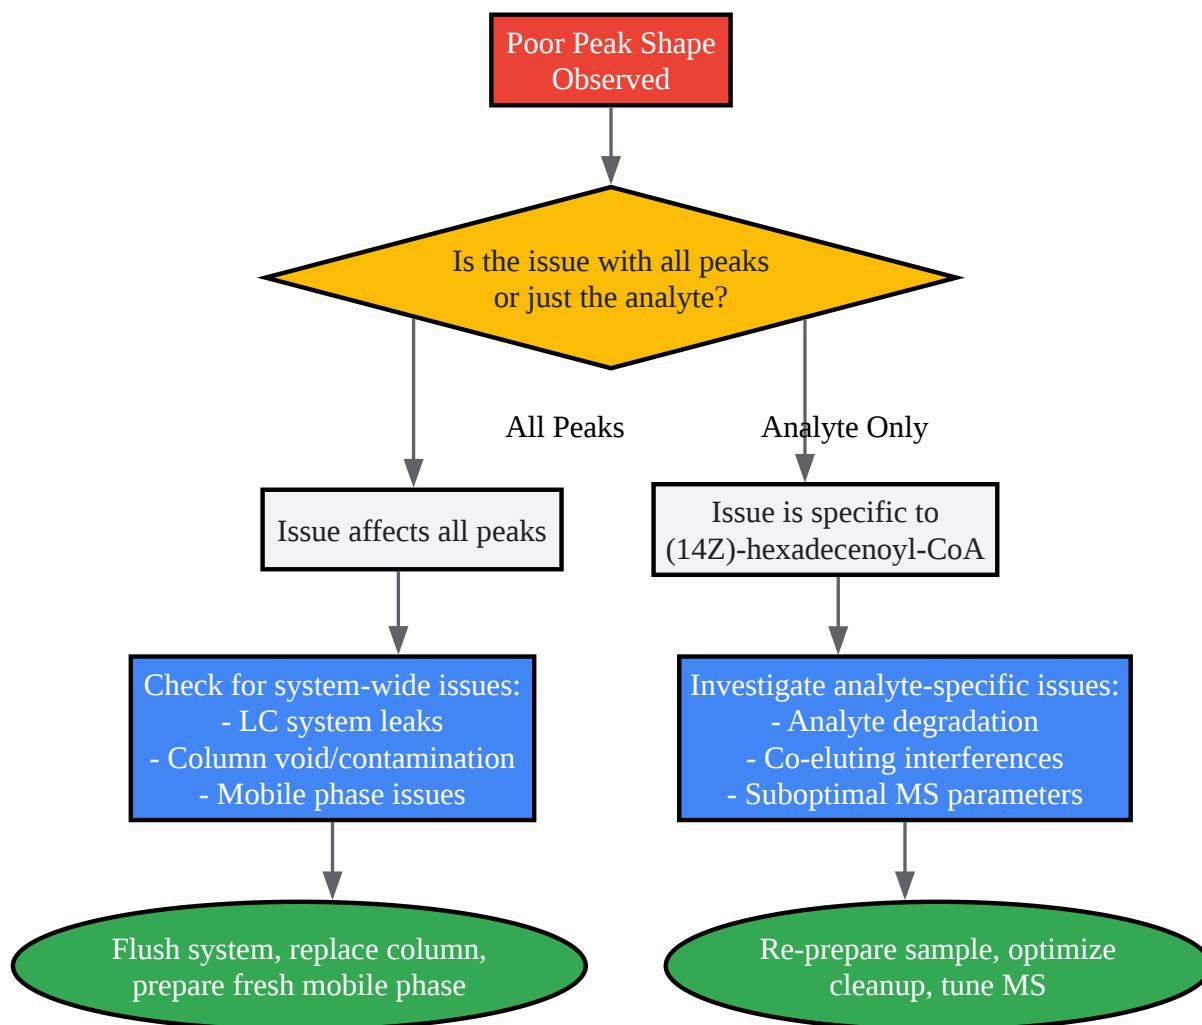 Poor Peak Shape
Observed
Is the issue with all peaks
or just the analyte?
All Peaks
Analyte Only
Issue affects all peaks
Issue is specific to
(14Z)-hexadecenoyl-CoA
Check for system-wide issues:
- LC system leaks
- Column void/contamination
- Mobile phase issues
Investigate analyte-specific issues:
- Analyte degradation
- Co-eluting interferences
- Suboptimal MS parameters
Flush system, replace column,
prepare fresh mobile phase
Re-prepare sample, optimize
cleanup, tune MS